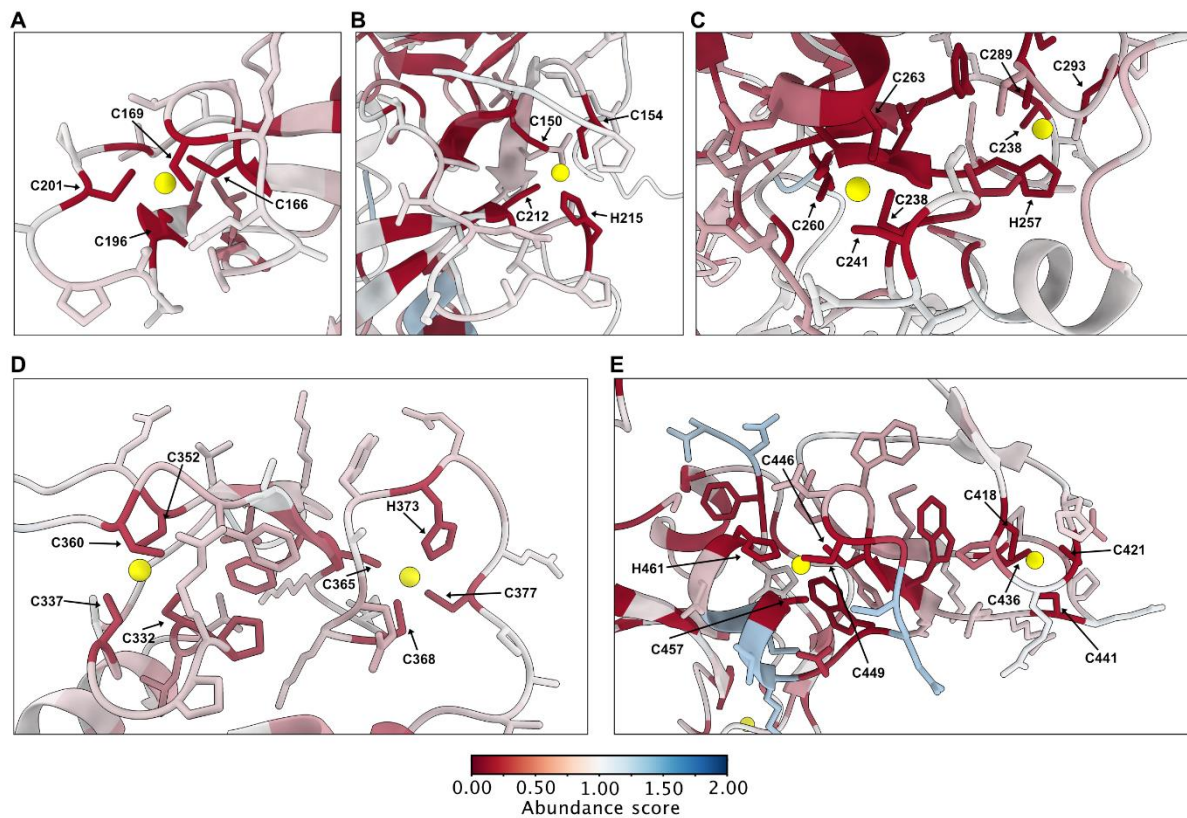 A
C169
C201
C166
C196
B
C150
C154
C212
H215
C
C263
C289
C293
C238
C238
C260
C241
H257
D
C352
C360
H373
C365
C337
C377
C332
C368
E
C446
C418
C421
H461
C436
C457
C449
C441
0.00 0.50 1.00 1.50 2.00
Abundance score